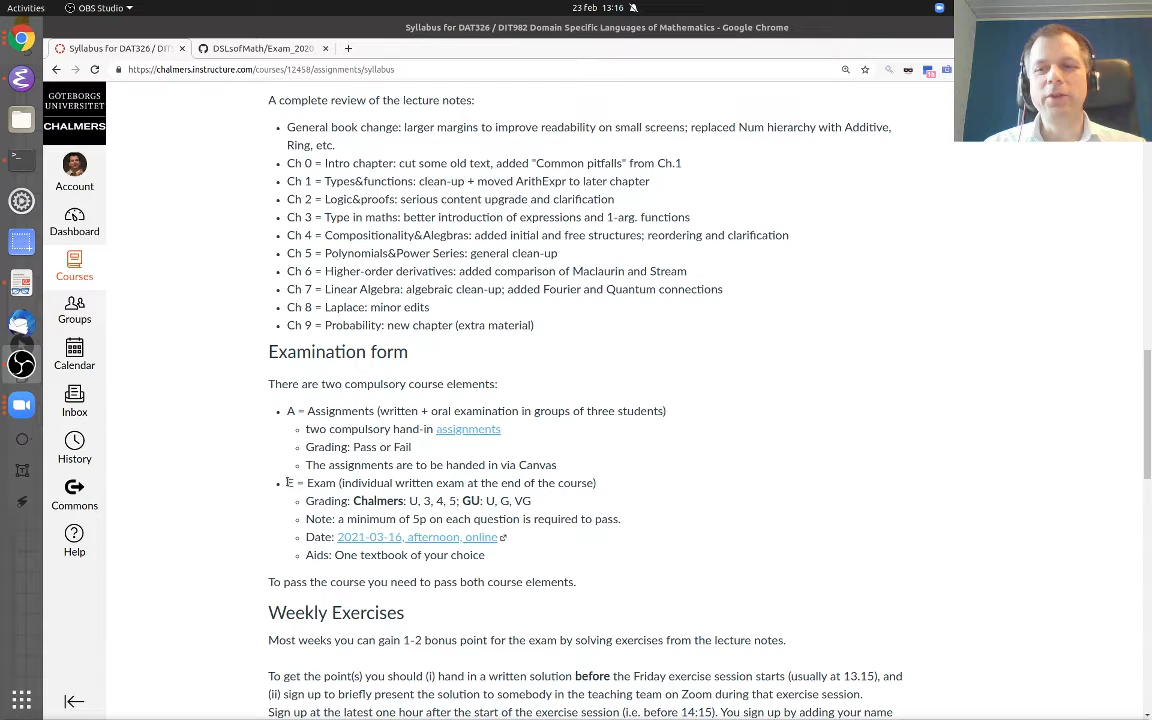 Activities
OBS Studio
23 feb 13:16
Syllabus for DAT326 / DIT982 Domain Specific Languages of Mathematics - Google Chrome
Syllabus for DAT326 / DIT
DSLsofMath/Exam_2020
https://chalmers.instructure.com/courses/12458/assignments/syllabus
GÖTEBORGS
UNIVERSITET
CHALMERS
Account
Dashboard
Courses
Groups
Calendar
Inbox
History
Commons
Help
A complete review of the lecture notes:
General book change: larger margins to improve readability on small screens; replaced Num hierarchy with Additive,
Ring, etc.
Ch 0 = Intro chapter: cut some old text, added "Common pitfalls" from Ch.1
Ch 1 = Types&functions: clean-up + moved ArithExpr to later chapter
Ch 2 = Logic&proofs: serious content upgrade and clarification
Ch 3 = Type in maths: better introduction of expressions and 1-arg. functions
Ch 4 = Compositionality&Alegbras: added initial and free structures; reordering and clarification
Ch 5 = Polynomials&Power Series: general clean-up
Ch 6 = Higher-order derivatives: added comparison of Maclaurin and Stream
Ch 7 = Linear Algebra: algebraic clean-up; added Fourier and Quantum connections
Ch 8 = Laplace: minor edits
Ch 9 = Probability: new chapter (extra material)
Examination form
There are two compulsory course elements:
A = Assignments (written + oral examination in groups of three students)
two compulsory hand-in assignments
Grading: Pass or Fail
The assignments are to be handed in via Canvas
E = Exam (individual written exam at the end of the course)
Grading: Chalmers: U, 3, 4, 5; GU: U, G, VG
Note: a minimum of 5p on each question is required to pass.
Date: 2021-03-16, afternoon, online
Aids: One textbook of your choice
To pass the course you need to pass both course elements.
Weekly Exercises
Most weeks you can gain 1-2 bonus point for the exam by solving exercises from the lecture notes.
To get the point(s) you should (i) hand in a written solution before the Friday exercise session starts (usually at 13.15), and
(ii) sign up to briefly present the solution to somebody in the teaching team on Zoom during that exercise session.
Sign up at the latest one hour after the start of the exercise session (i.e. before 14:15). You sign up by adding your name